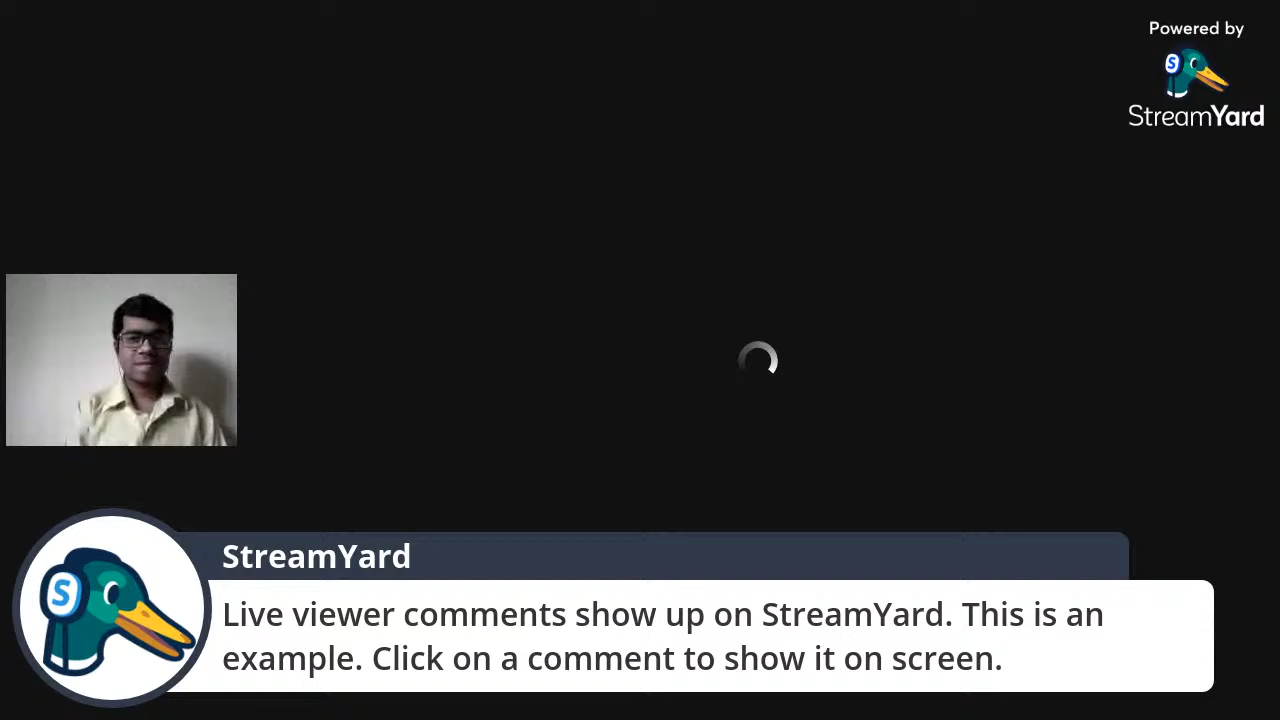 Powered by
S
StreamYard
StreamYard
S
Live viewer comments show up on StreamYard. This is an
example. Click on a comment to show it on screen.